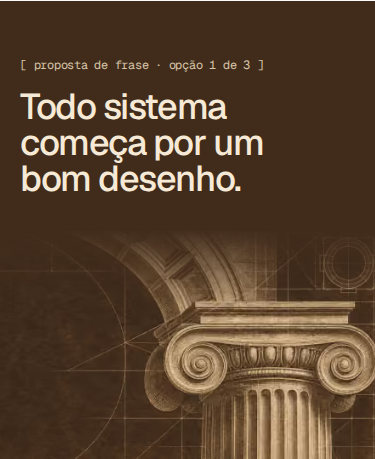 [ proposta de frase · opção 1 de 3 ]
Todo sistema
começa por um
bom desenho.